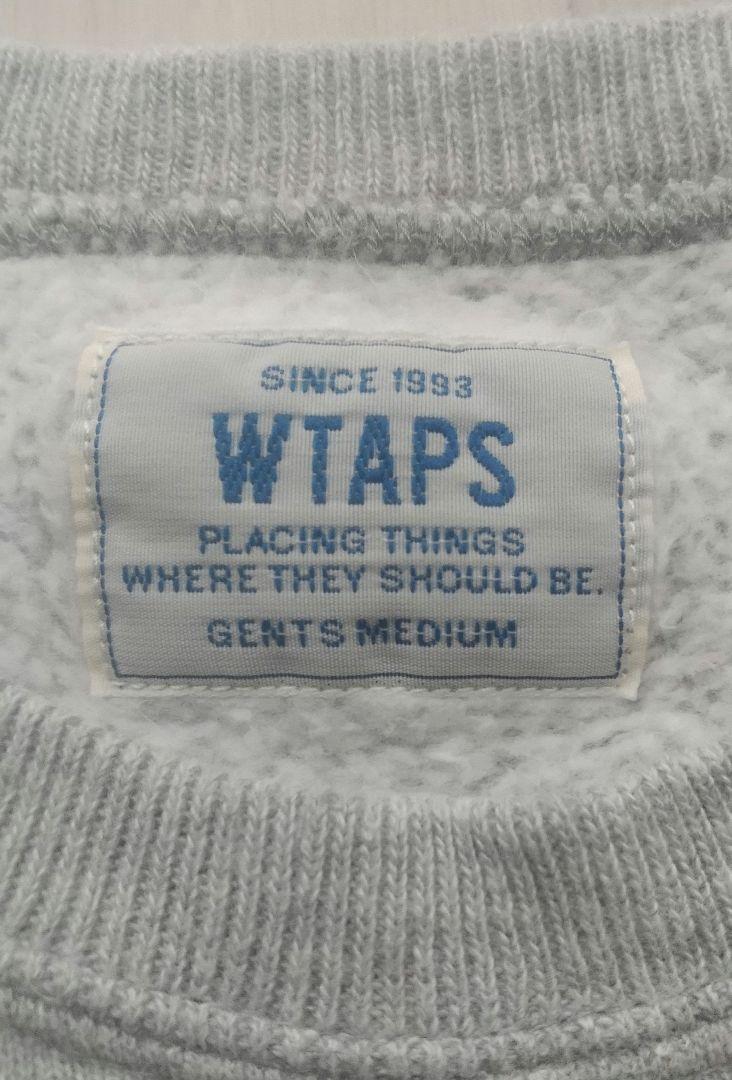 SINCE 1993
WTAPS
PLACING THINGS
WHERE THEY SHOULD BE.
GENTS MEDIUM